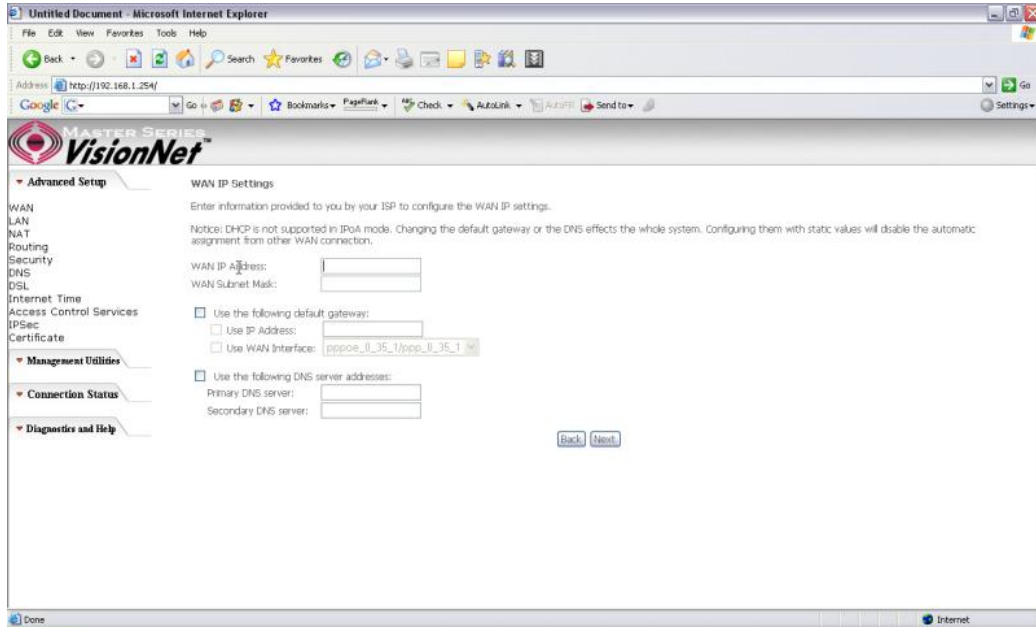 Untitled Document - Microsoft Internet Explorer
File Edit View Favorites Tools Help
Back Search Favorites
Address http://192.168.1.254/ Go
Google G Go Bookmarks PageRank Check AutoLink AutoFill Send to Settings
MASTER SERIES
VisionNet™
Advanced Setup
WAN
LAN
NAT
Routing
Security
DNS
DSL
Internet Time
Access Control Services
IPSec
Certificate
Management Utilities
Connection Status
Diagnostics and Help
WAN IP Settings
Enter information provided to you by your ISP to configure the WAN IP settings.
Notice: DHCP is not supported in IPoA mode. Changing the default gateway or the DNS effects the whole system. Configuring them with static values will disable the automatic
assignment from other WAN connection.
WAN IP Address:
WAN Subnet Mask:
Use the following default gateway:
Use IP Address:
Use WAN Interface: pppoe_0_35_1/ppp_0_35_1
Use the following DNS server addresses:
Primary DNS server:
Secondary DNS server:
Back Next
Done Internet